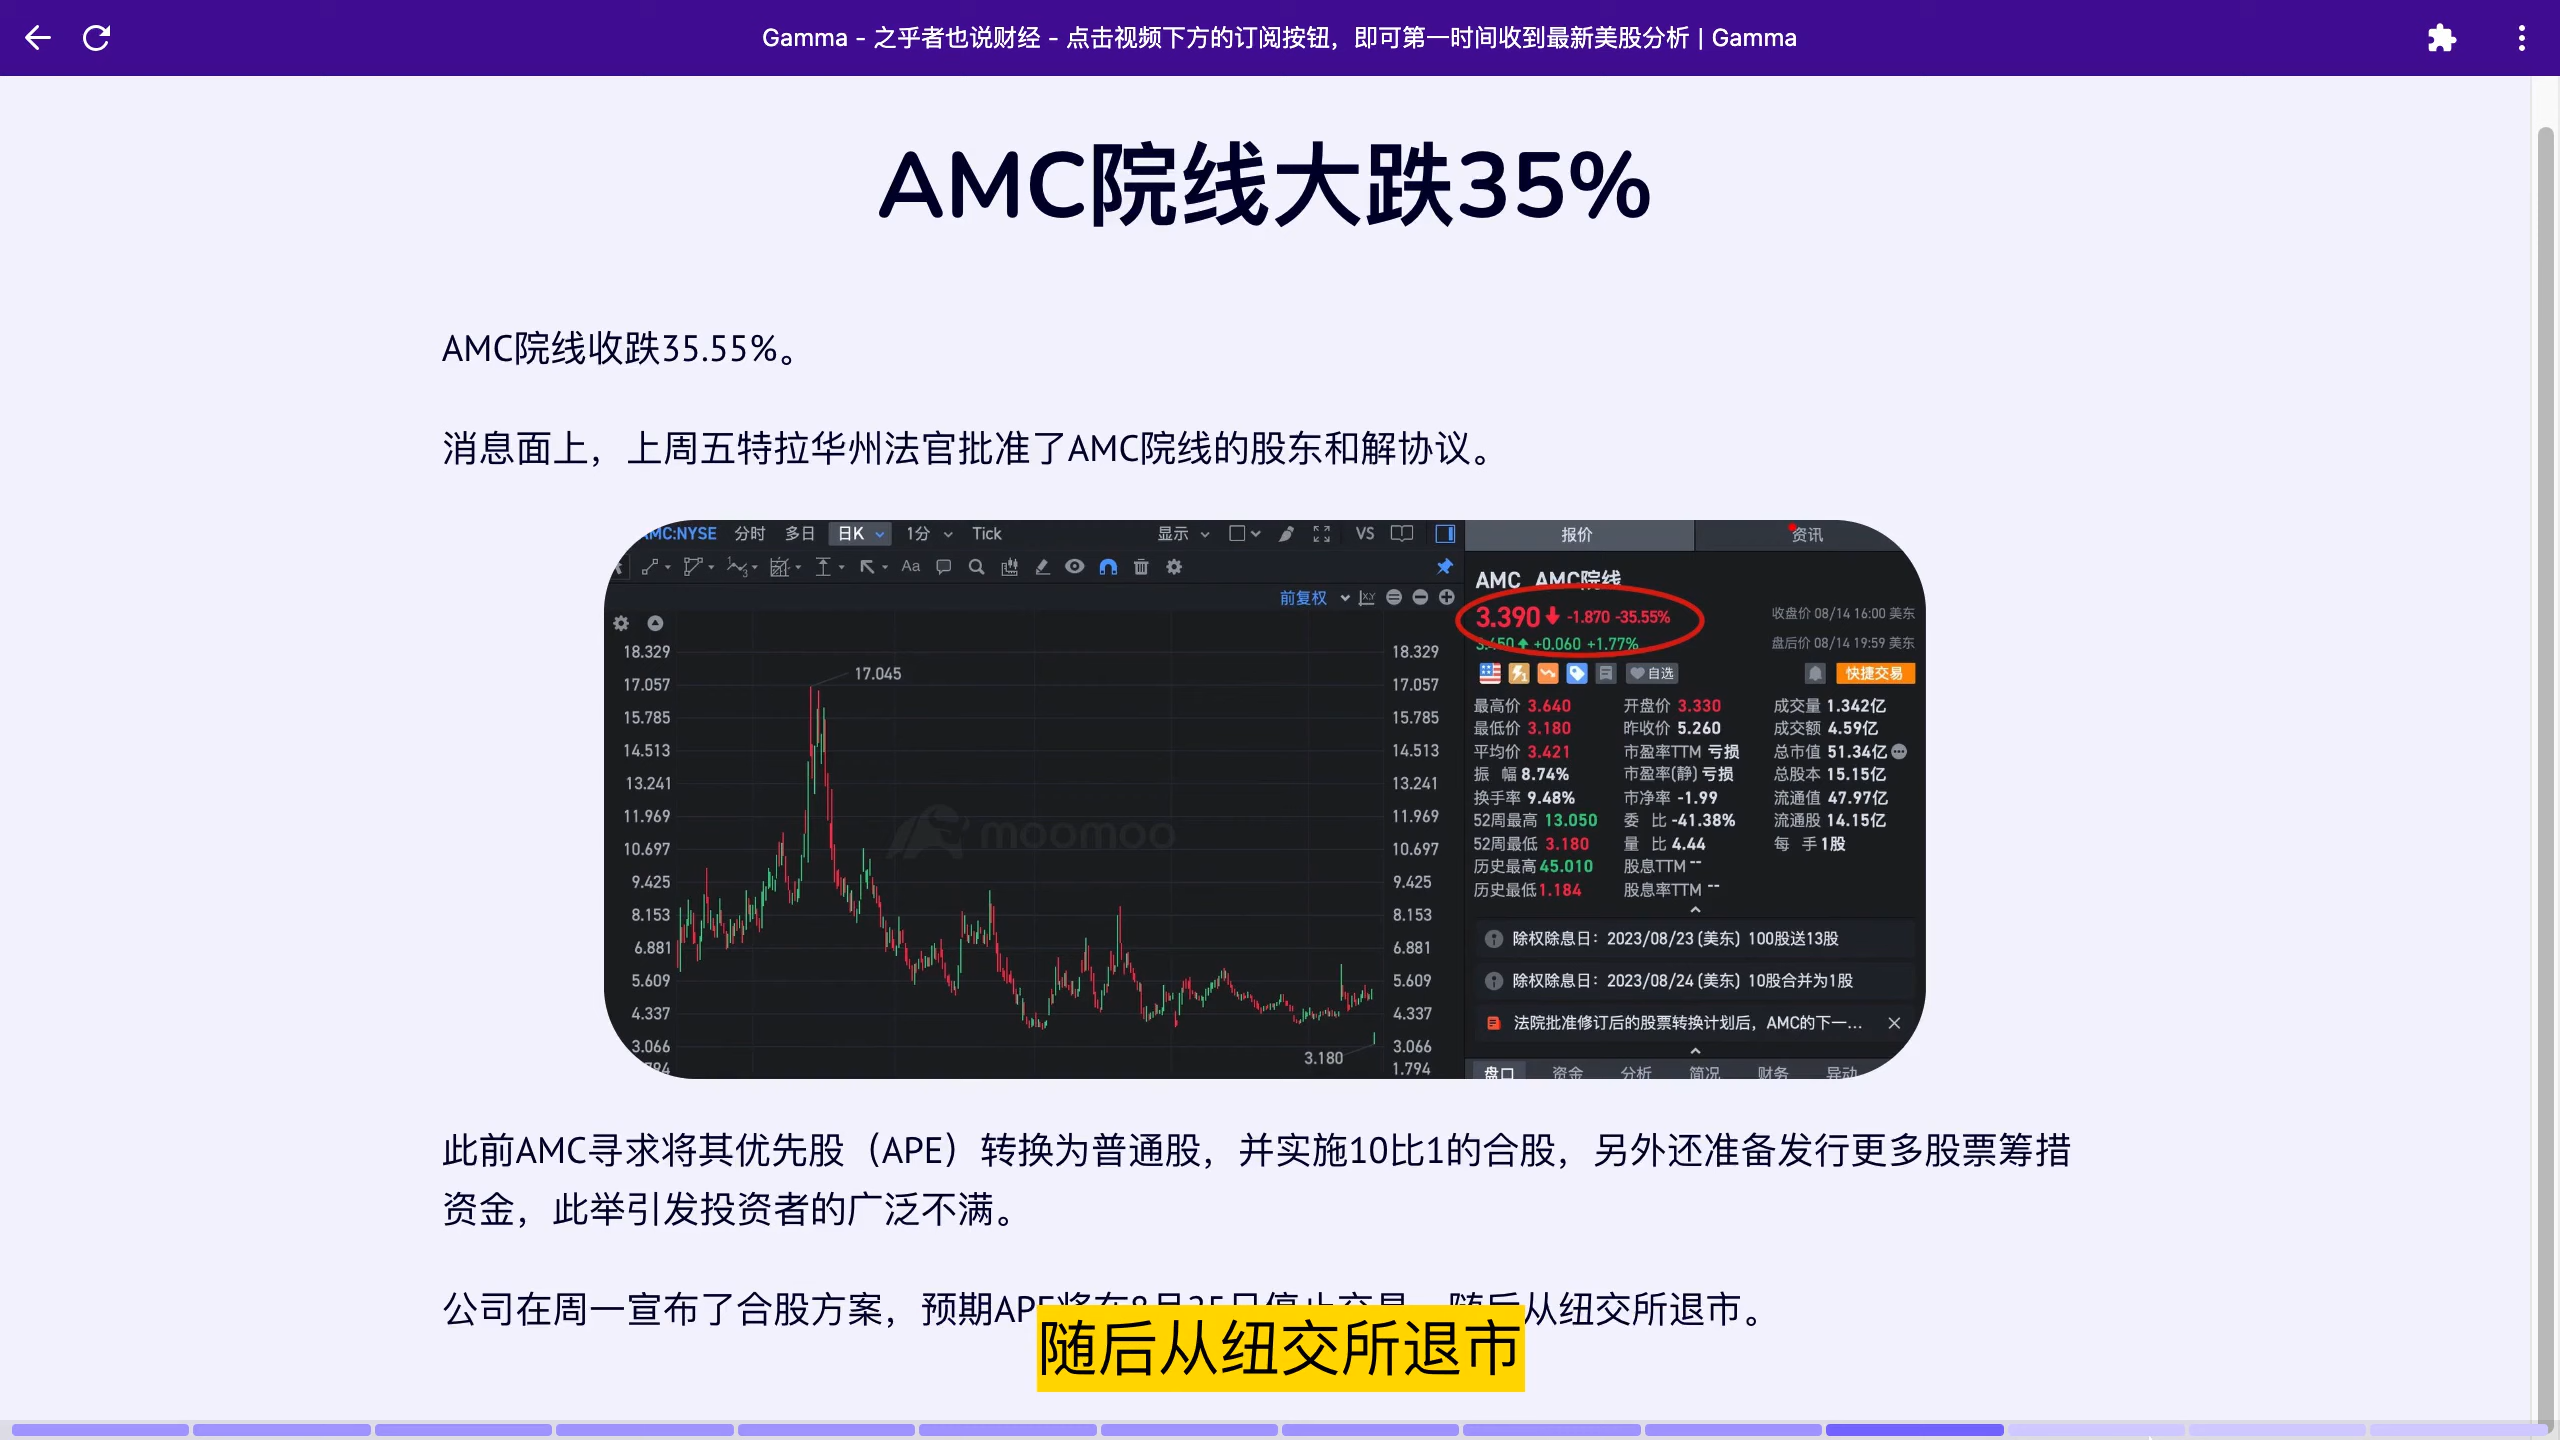 Gamma - 之乎者也说财经 - 点击视频下方的订阅按钮，即可第一时间收到最新美股分析 | Gamma
AMC院线大跌35%
AMC院线收跌35.55%。
消息面上，上周五特拉华州法官批准了AMC院线的股东和解协议。
MC:NYSE 分时 多日 日K 1分 Tick 显示 VS
Aa
前复权
18.329
17.057
15.785
14.513
13.241
11.969
10.697
9.425
8.153
6.881
5.609
4.337
3.066
17.045
moomoo
3.180
18.329
17.057
15.785
14.513
13.241
11.969
10.697
9.425
8.153
6.881
5.609
4.337
3.066
1.794
报价 资讯
AMC AMC院线
3.390 -1.870 -35.55% 收盘价 08/14 16:00 美东
3.450 +0.060 +1.77% 盘后价 08/14 19:59 美东
自选 快捷交易
最高价 3.640 开盘价 3.330 成交量 1.342亿
最低价 3.180 昨收价 5.260 成交额 4.59亿
平均价 3.421 市盈率TTM 亏损 总市值 51.34亿
振 幅 8.74% 市盈率(静) 亏损 总股本 15.15亿
换手率 9.48% 市净率 -1.99 流通值 47.97亿
52周最高 13.050 委 比 -41.38% 流通股 14.15亿
52周最低 3.180 量 比 4.44 每 手 1股
历史最高 45.010 股息TTM --
历史最低 1.184 股息率TTM --
除权除息日：2023/08/23 (美东) 100股送13股
除权除息日：2023/08/24 (美东) 10股合并为1股
法院批准修订后的股票转换计划后，AMC的下一...
盘口 资金 分析 简况 财务 异动
此前AMC寻求将其优先股（APE）转换为普通股，并实施10比1的合股，另外还准备发行更多股票筹措
资金，此举引发投资者的广泛不满。
公司在周一宣布了合股方案，预期APE将在8月25日停止交易，随后从纽交所退市。
随后从纽交所退市